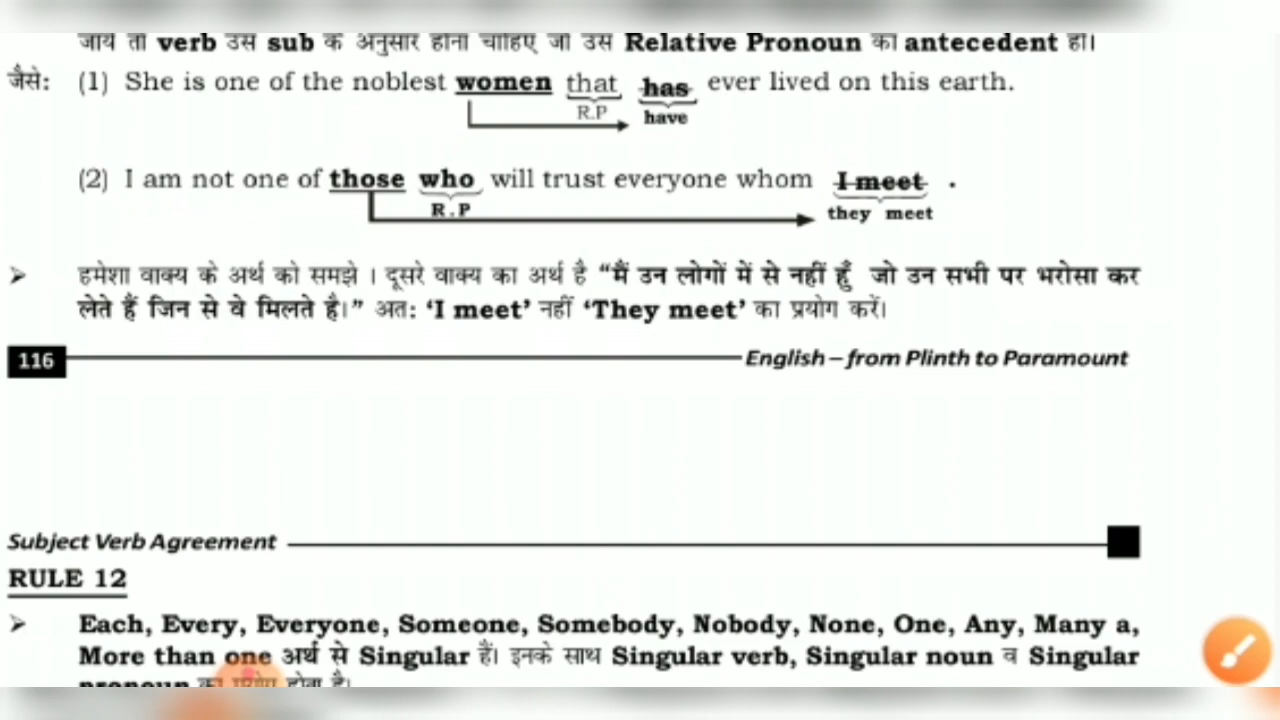 जाये तो verb उस sub के अनुसार होना चाहिए जो उस Relative Pronoun का antecedent हो।
जैसे: (1) She is one of the noblest women that has ever lived on this earth.
R.P have
(2) I am not one of those who will trust everyone whom I meet .
R.P they meet
➢ हमेशा वाक्य के अर्थ को समझे । दूसरे वाक्य का अर्थ है “मैं उन लोगों में से नहीं हूँ जो उन सभी पर भरोसा कर
लेते हैं जिन से वे मिलते है।” अत: ‘I meet’ नहीं ‘They meet’ का प्रयोग करें।
116 English – from Plinth to Paramount
Subject Verb Agreement
RULE 12
➢ Each, Every, Everyone, Someone, Somebody, Nobody, None, One, Any, Many a,
More than one अर्थ से Singular हैं। इनके साथ Singular verb, Singular noun व Singular
pronoun का प्रयोग होता है।